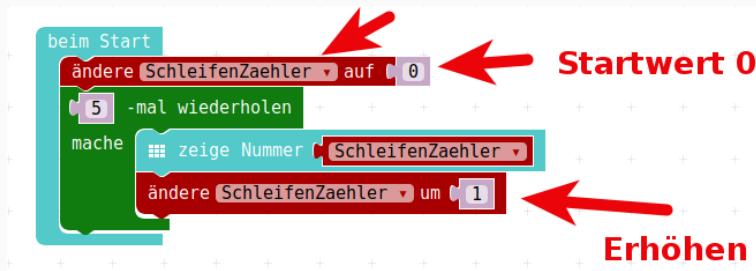 beim Start
ändere SchleifenZaehler auf 0
Startwert 0
5 -mal wiederholen
mache
zeige Nummer SchleifenZaehler
ändere SchleifenZaehler um 1
Erhöhen